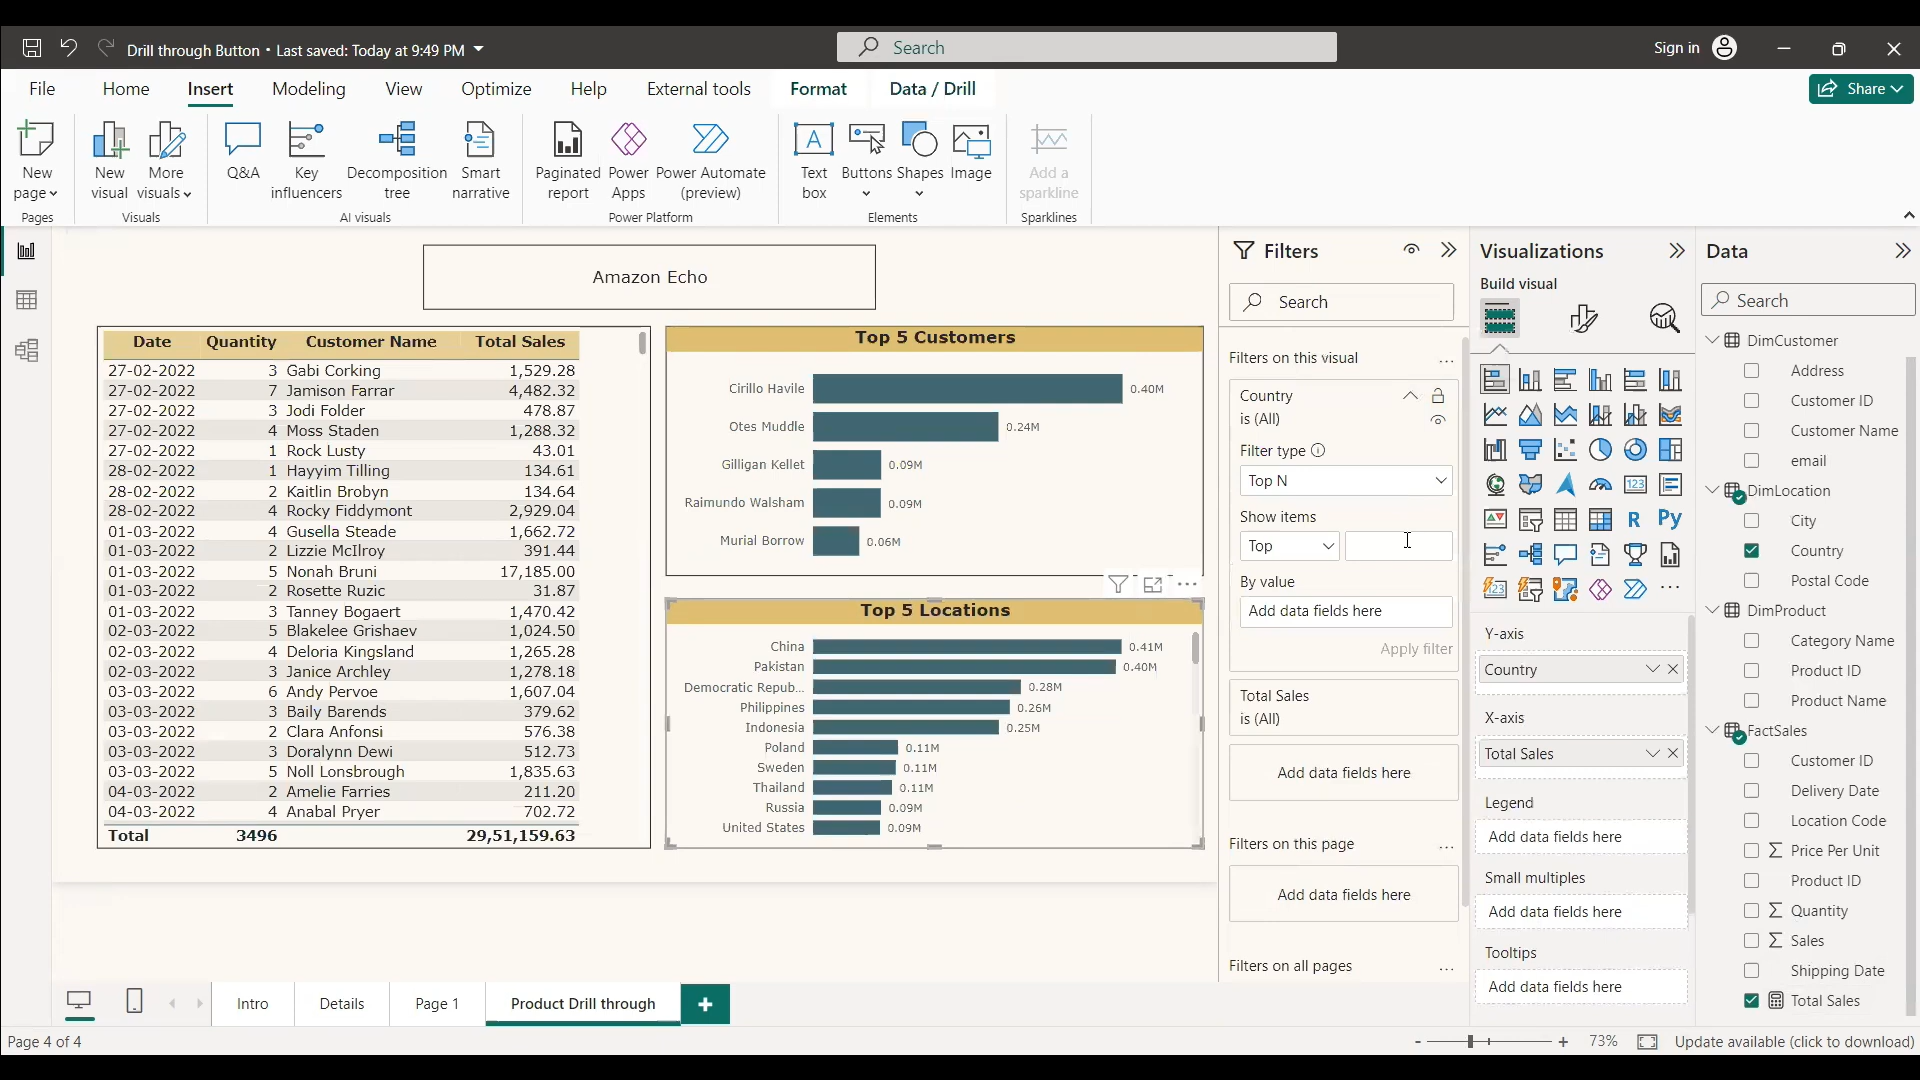 Drill through Button • Last saved: Today at 9:49 PM
Search
Sign in
File
Home
Insert
Modeling
View
Optimize
Help
External tools
Format
Data / Drill
Share
New page
New visual
More visuals
Q&A
Key influencers
Decomposition tree
Smart narrative
Paginated report
Power Apps
Power Automate (preview)
Text box
Buttons
Shapes
Image
Add a sparkline
Pages
Visuals
AI visuals
Power Platform
Elements
Sparklines
Amazon Echo
Date Quantity Customer Name Total Sales
27-02-2022 3 Gabi Corking 1,529.28
27-02-2022 7 Jamison Farrar 4,482.32
27-02-2022 3 Jodi Folder 478.87
27-02-2022 4 Moss Staden 1,288.32
27-02-2022 1 Rock Lusty 43.01
28-02-2022 1 Hayyim Tilling 134.61
28-02-2022 2 Kaitlin Brobyn 134.64
28-02-2022 4 Rocky Fiddymont 2,929.04
01-03-2022 4 Gusella Steade 1,662.72
01-03-2022 2 Lizzie McIlroy 391.44
01-03-2022 5 Nonah Bruni 17,185.00
01-03-2022 2 Rosette Ruzic 31.87
01-03-2022 3 Tanney Bogaert 1,470.42
02-03-2022 5 Blakelee Grishaev 1,024.50
02-03-2022 4 Deloria Kingsland 1,265.28
02-03-2022 3 Janice Archley 1,278.18
03-03-2022 6 Andy Pervoe 1,607.04
03-03-2022 3 Baily Barends 379.62
03-03-2022 2 Clara Anfonsi 576.38
03-03-2022 3 Doralynn Dewi 512.73
03-03-2022 5 Noll Lonsbrough 1,835.63
04-03-2022 2 Amelie Farries 211.20
04-03-2022 4 Anabal Pryer 702.72
Total 3496 29,51,159.63
Top 5 Customers
Cirillo Havile 0.40M
Otes Muddle 0.24M
Gilligan Kellet 0.09M
Raimundo Walsham 0.09M
Murial Borrow 0.06M
Top 5 Locations
China 0.41M
Pakistan 0.40M
Democratic Repub... 0.28M
Philippines 0.26M
Indonesia 0.25M
Poland 0.11M
Sweden 0.11M
Thailand 0.11M
Russia 0.09M
United States 0.09M
Filters
Search
Filters on this visual ...
Country
is (All)
Filter type
Top N
Show items
Top
By value
Add data fields here
Apply filter
Total Sales
is (All)
Add data fields here
Filters on this page ...
Add data fields here
Filters on all pages ...
Visualizations
Build visual
123
R
Py
123
...
Y-axis
Country
X-axis
Total Sales
Legend
Add data fields here
Small multiples
Add data fields here
Tooltips
Add data fields here
Data
Search
DimCustomer
Address
Customer ID
Customer Name
email
DimLocation
City
Country
Postal Code
DimProduct
Category Name
Product ID
Product Name
FactSales
Customer ID
Delivery Date
Location Code
Σ Price Per Unit
Product ID
Σ Quantity
Σ Sales
Shipping Date
Total Sales
Intro
Details
Page 1
Product Drill through
+
Page 4 of 4
- + 73%
Update available (click to download)